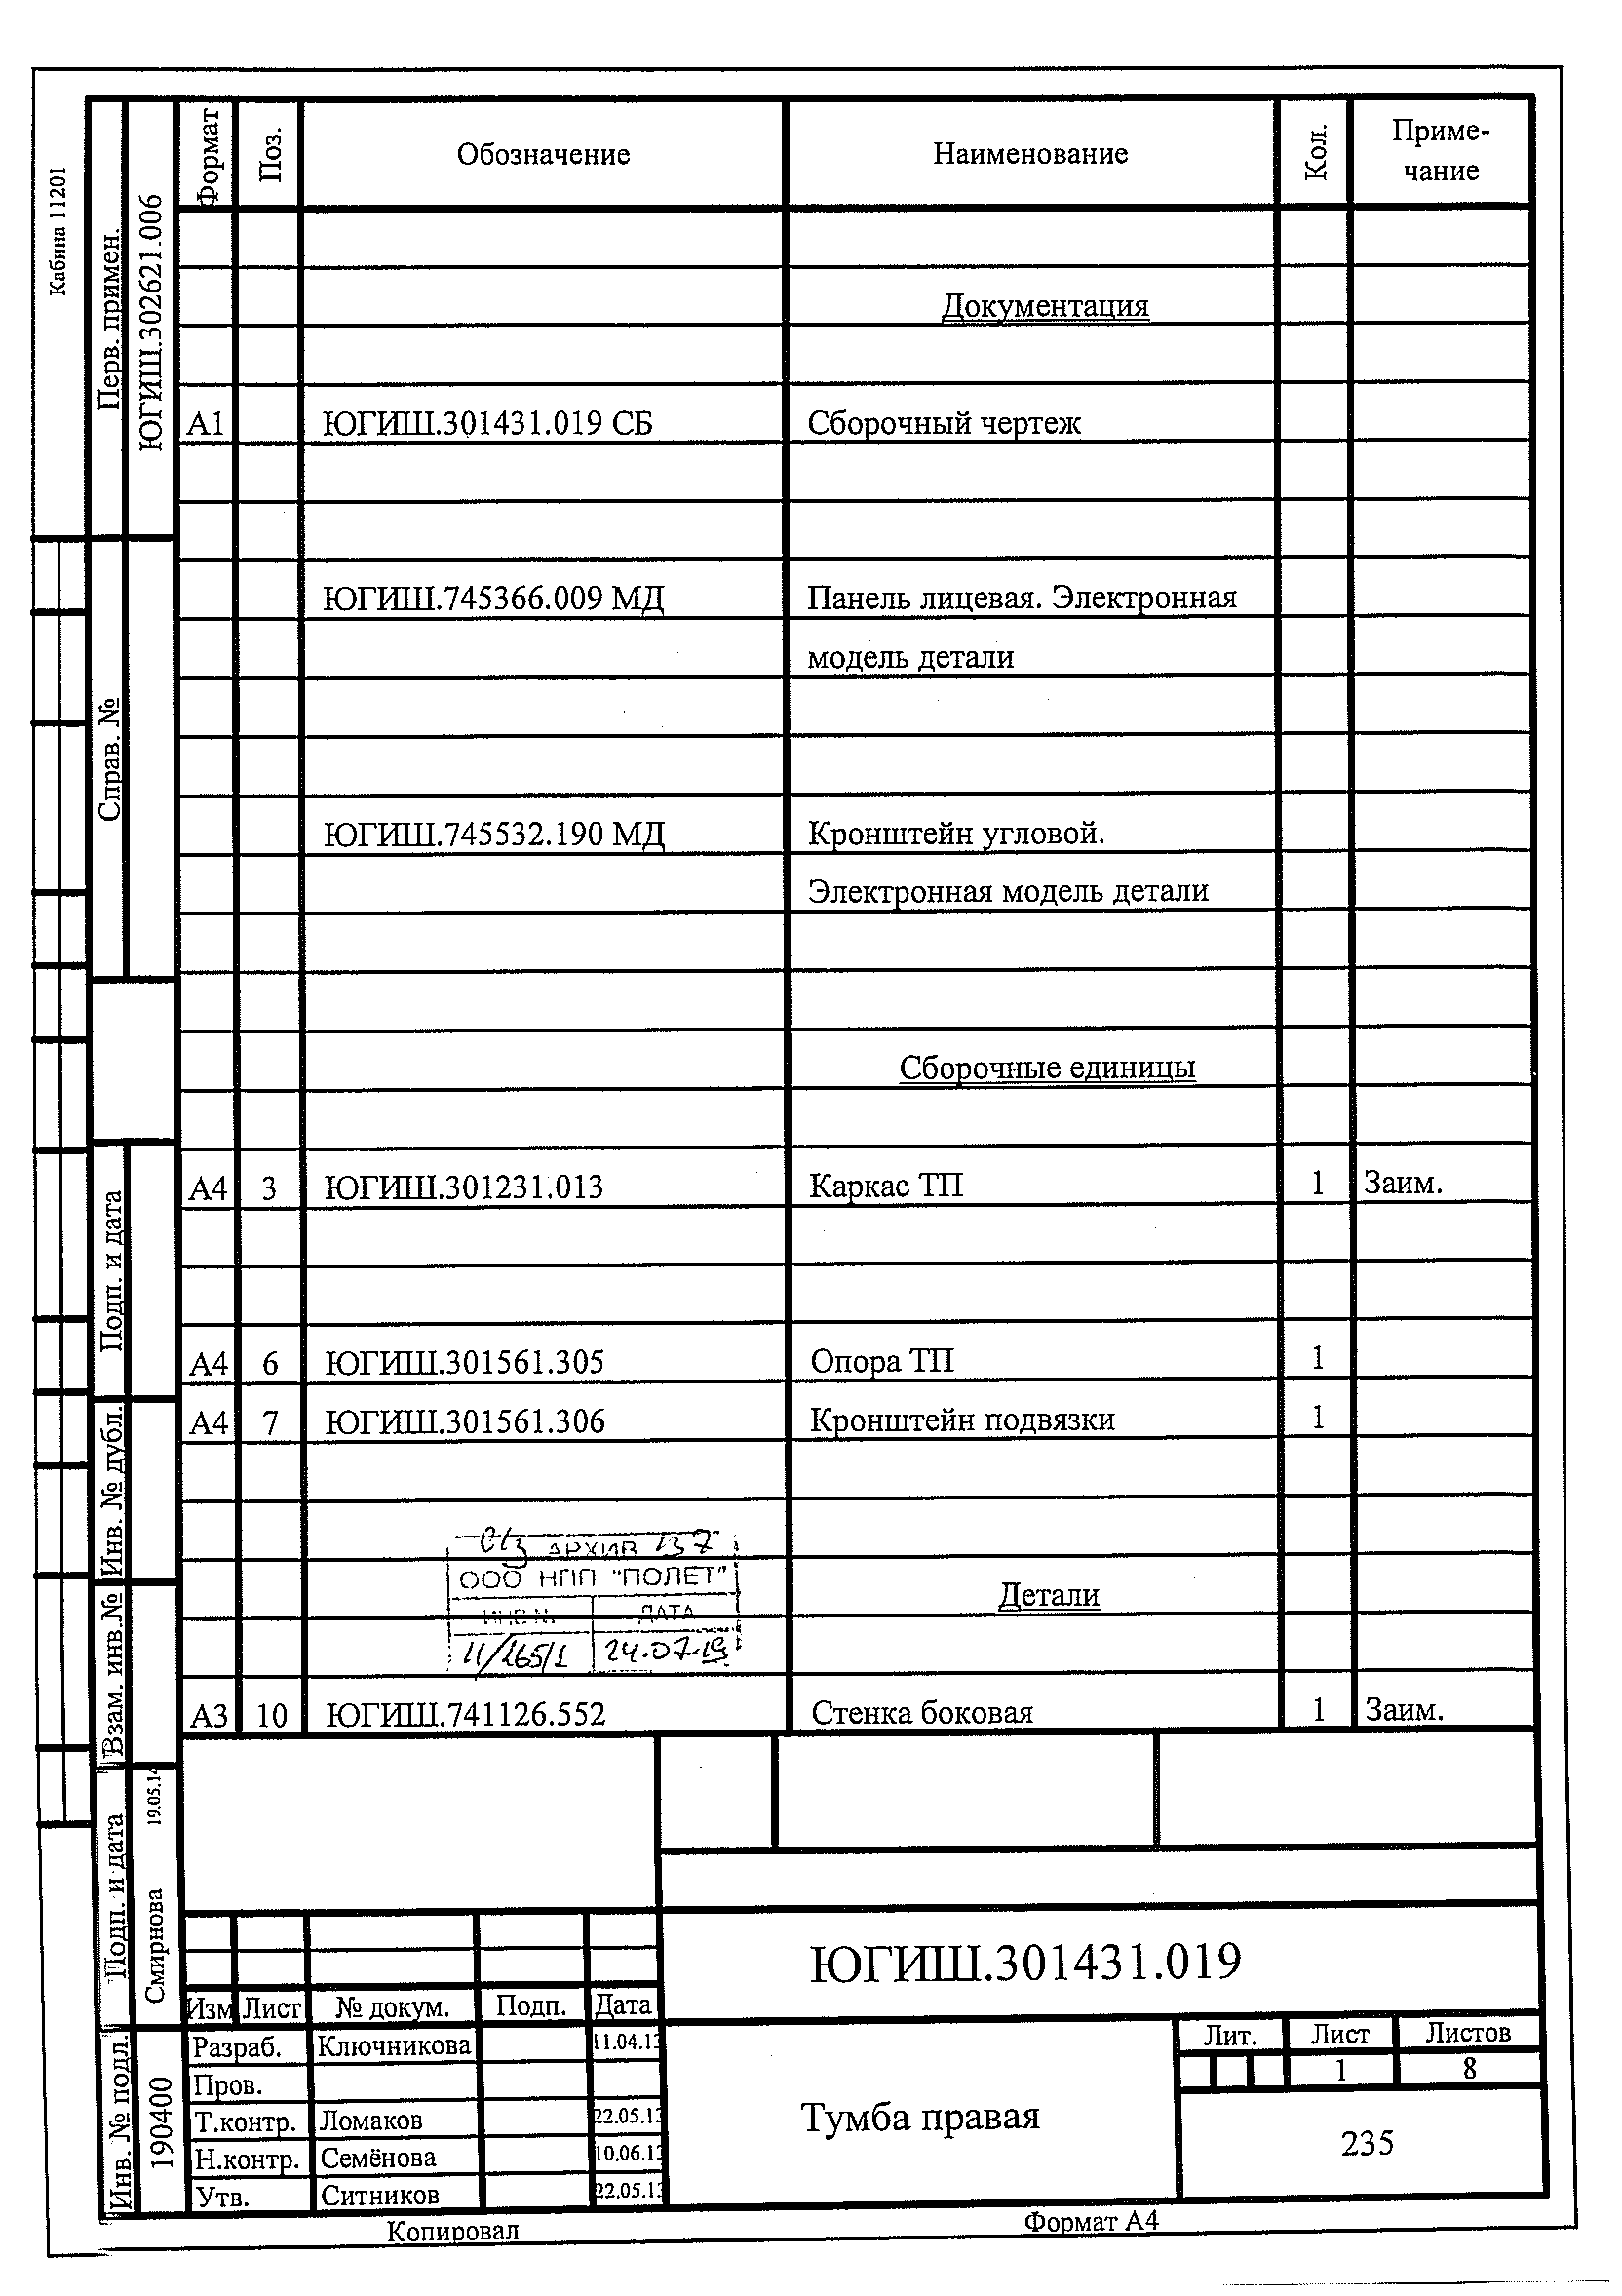 Кабина 11201
Перв. примен.
ЮГИШ.302621.006
Справ. №
Подп. и дата
Инв. № дубл.
Взам. инв.№
Подп. и дата
Смирнова 19.05.14
Инв. № подл.
190400
Формат Поз. Обозначение Наименование Кол. Приме-
чание
Документация
А1 ЮГИШ.301431.019 СБ Сборочный чертеж
ЮГИШ.745366.009 МД Панель лицевая. Электронная
модель детали
ЮГИШ.745532.190 МД Кронштейн угловой.
Электронная модель детали
Сборочные единицы
А4 3 ЮГИШ.301231.013 Каркас ТП 1 Заим.
А4 6 ЮГИШ.301561.305 Опора ТП 1
А4 7 ЮГИШ.301561.306 Кронштейн подвязки 1
АРХИВ 137
ООО НПП "ПОЛЕТ"
Детали
ИНВ № ДАТА
11/165/1 24.07.19
А3 10 ЮГИШ.741126.552 Стенка боковая 1 Заим.
ЮГИШ.301431.019
Изм Лист № докум. Подп. Дата
Разраб. Ключникова 11.04.13
Пров.
Т.контр. Ломаков 22.05.13
Н.контр. Семёнова 10.06.13
Утв. Ситников 22.05.13
Тумба правая
Лит. Лист Листов
1 8
235
Копировал Формат А4